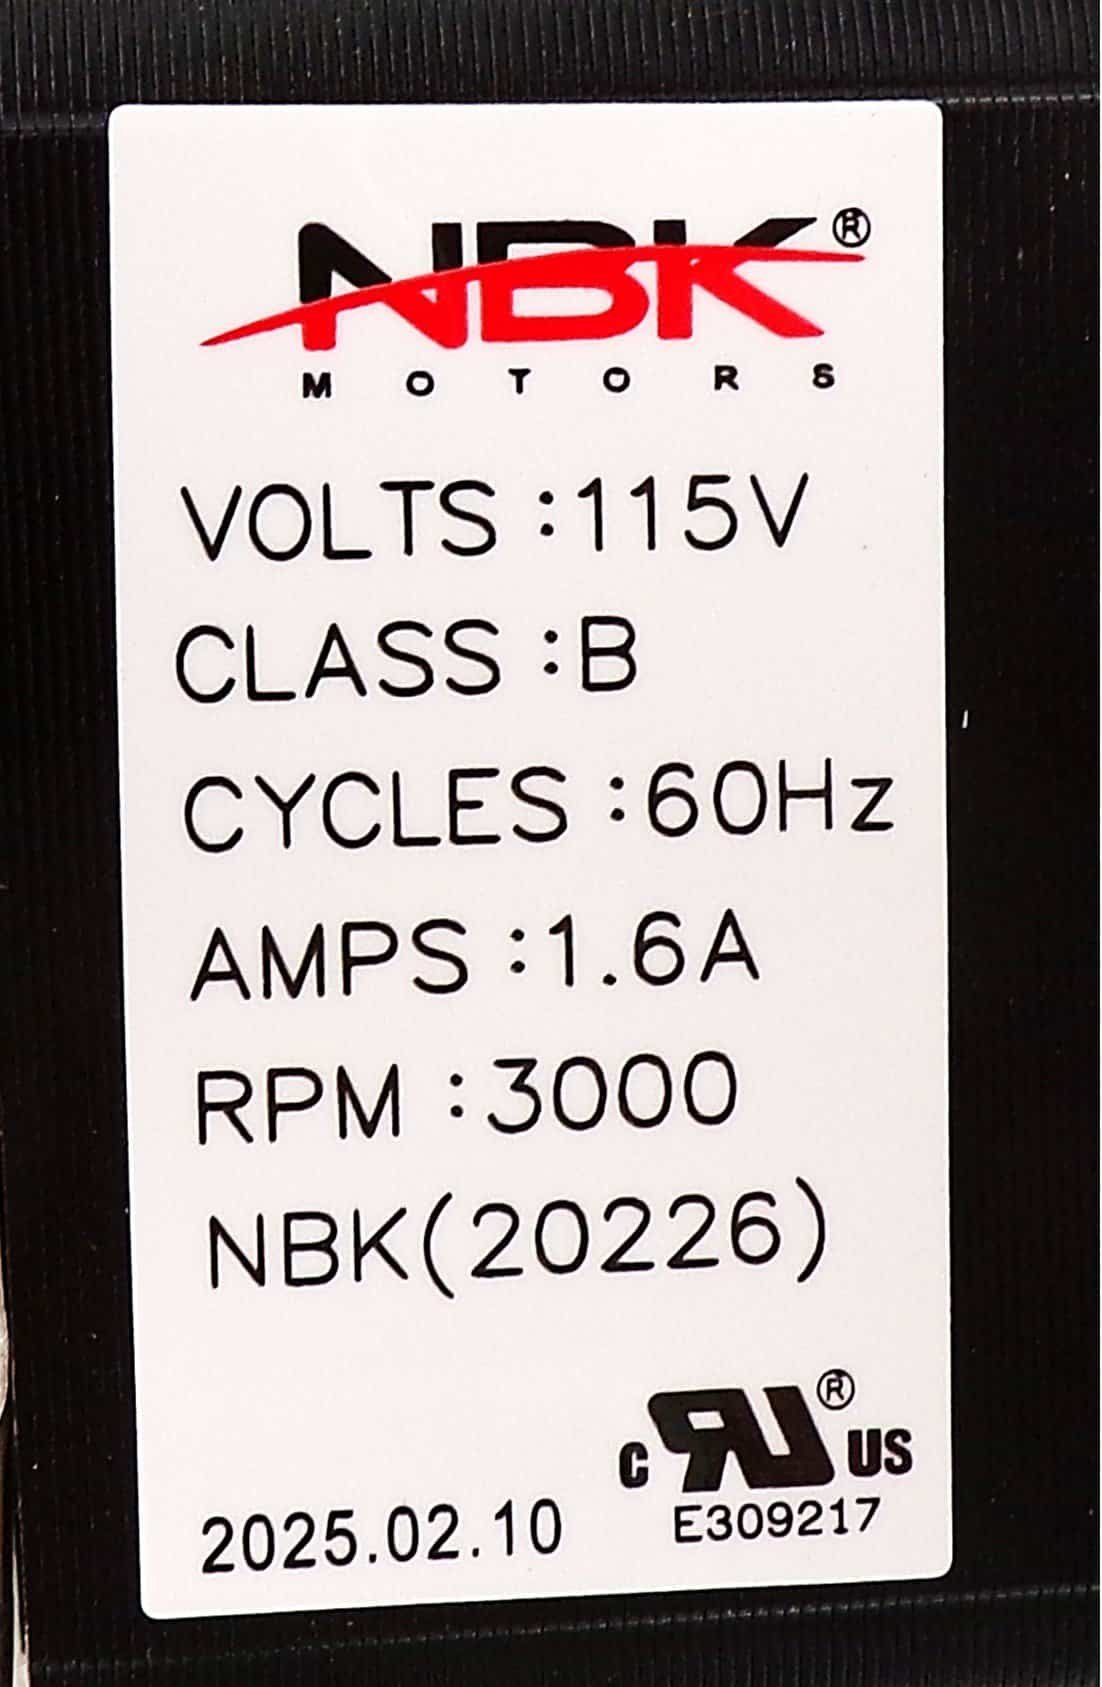 NBK®
MOTORS
VOLTS :115V
CLASS :B
CYCLES :60Hz
AMPS :1.6A
RPM :3000
NBK(20226)
c RU® US
E309217
2025.02.10